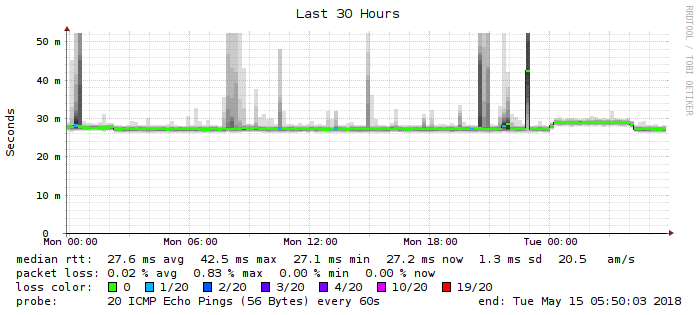 Last 30 Hours
RRDTOOL / TOBI OETIKER
Seconds
50 m
40 m
30 m
20 m
10 m
0
Mon 00:00 Mon 06:00 Mon 12:00 Mon 18:00 Tue 00:00
median rtt: 27.6 ms avg 42.5 ms max 27.1 ms min 27.2 ms now 1.3 ms sd 20.5 am/s
packet loss: 0.02 % avg 0.83 % max 0.00 % min 0.00 % now
loss color: 0 1/20 2/20 3/20 4/20 10/20 19/20
probe: 20 ICMP Echo Pings (56 Bytes) every 60s end: Tue May 15 05:50:03 2018